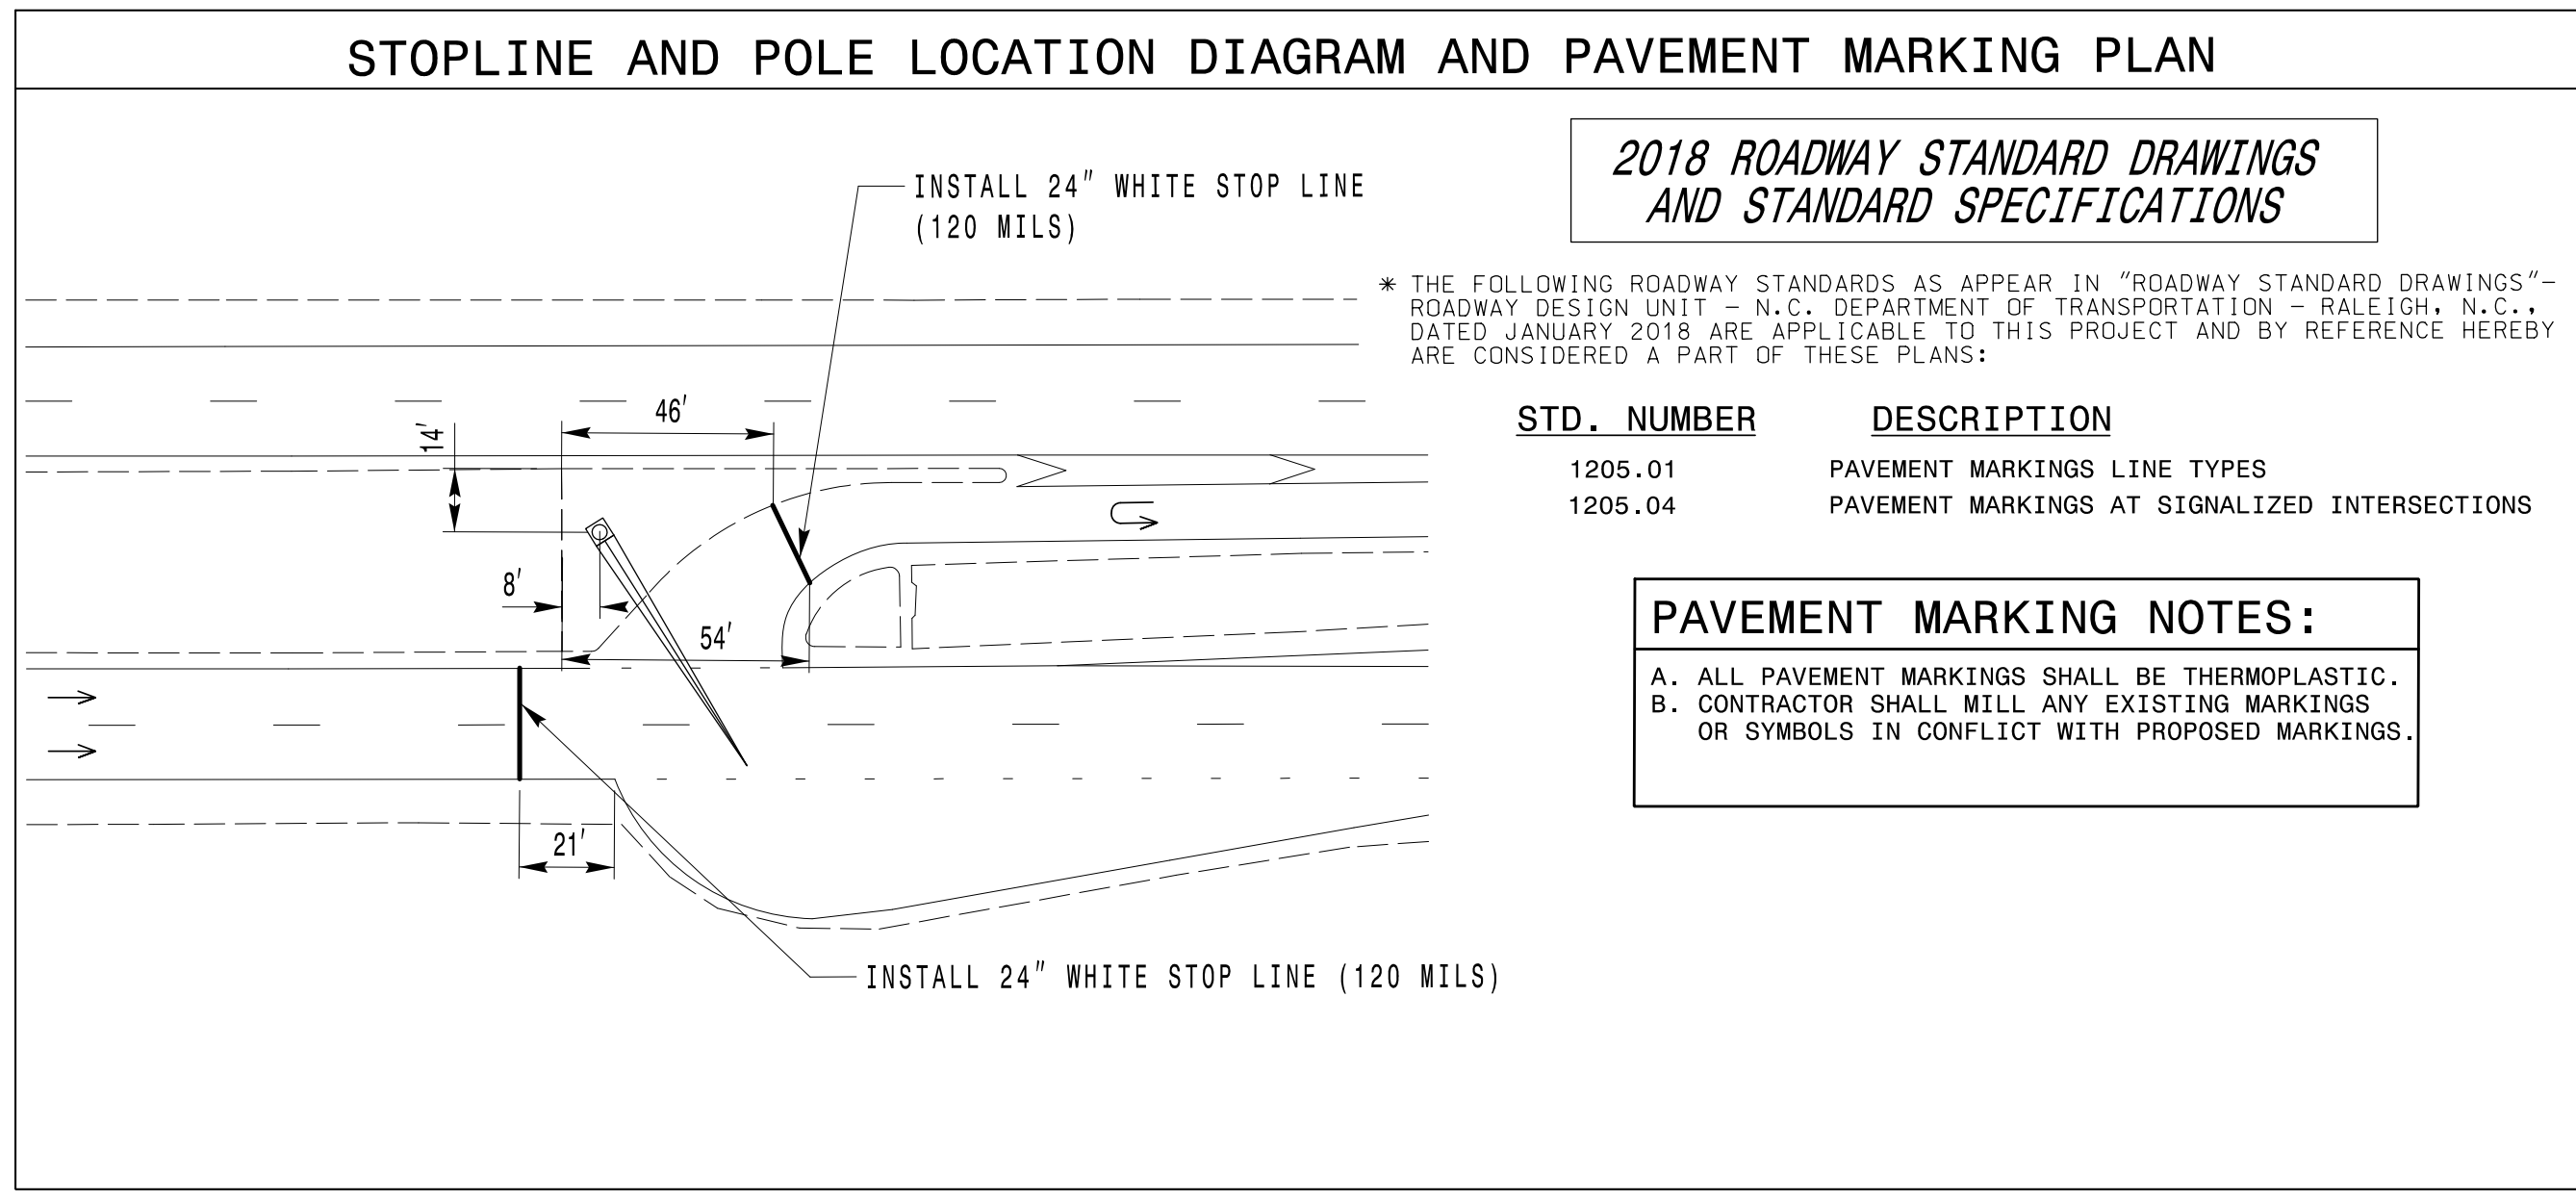 STOPLINE AND POLE LOCATION DIAGRAM AND PAVEMENT MARKING PLAN
INSTALL 24" WHITE STOP LINE
(120 MILS)
46'
14'
8'
54'
21'
INSTALL 24" WHITE STOP LINE (120 MILS)
2018 ROADWAY STANDARD DRAWINGS
AND STANDARD SPECIFICATIONS
* THE FOLLOWING ROADWAY STANDARDS AS APPEAR IN "ROADWAY STANDARD DRAWINGS"-
ROADWAY DESIGN UNIT - N.C. DEPARTMENT OF TRANSPORTATION - RALEIGH, N.C.,
DATED JANUARY 2018 ARE APPLICABLE TO THIS PROJECT AND BY REFERENCE HEREBY
ARE CONSIDERED A PART OF THESE PLANS:
STD. NUMBER DESCRIPTION
1205.01 PAVEMENT MARKINGS LINE TYPES
1205.04 PAVEMENT MARKINGS AT SIGNALIZED INTERSECTIONS
PAVEMENT MARKING NOTES:
A. ALL PAVEMENT MARKINGS SHALL BE THERMOPLASTIC.
B. CONTRACTOR SHALL MILL ANY EXISTING MARKINGS
OR SYMBOLS IN CONFLICT WITH PROPOSED MARKINGS.